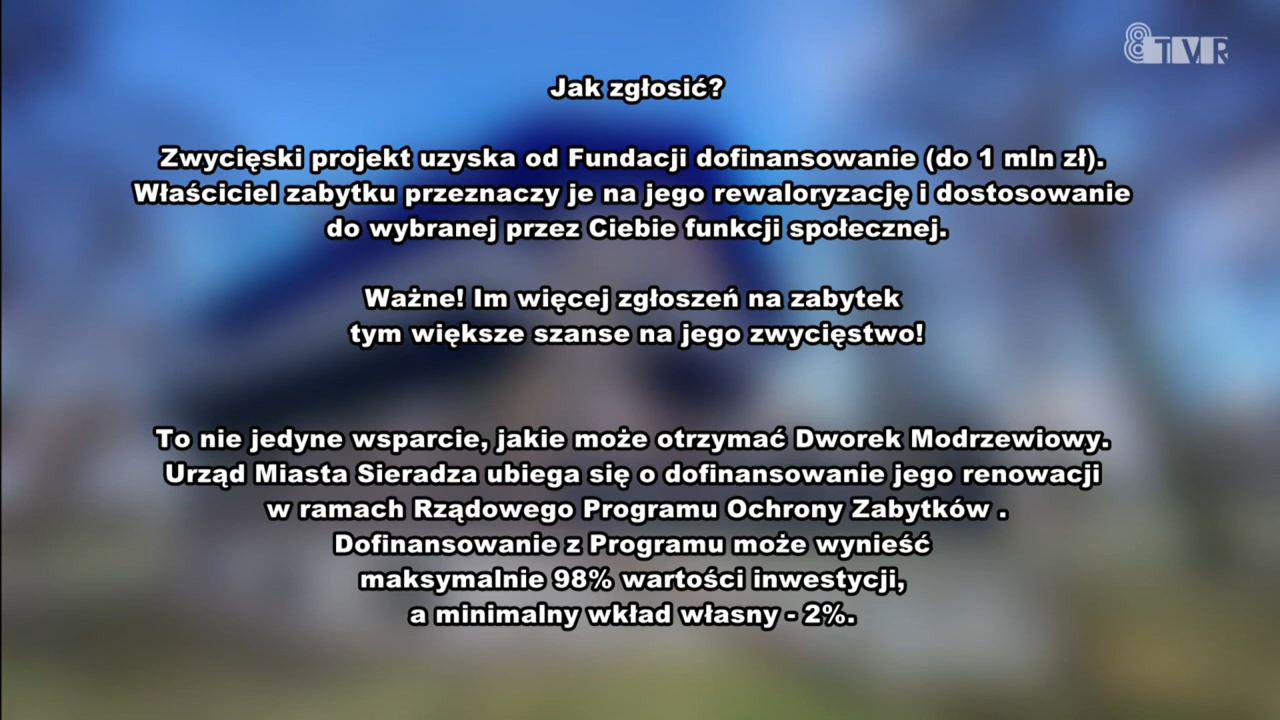 TVR
Jak zgłosić?
Zwycięski projekt uzyska od Fundacji dofinansowanie (do 1 mln zł).
Właściciel zabytku przeznaczy je na jego rewaloryzację i dostosowanie
do wybranej przez Ciebie funkcji społecznej.
Ważne! Im więcej zgłoszeń na zabytek
tym większe szanse na jego zwycięstwo!
To nie jedyne wsparcie, jakie może otrzymać Dworek Modrzewiowy.
Urząd Miasta Sieradza ubiega się o dofinansowanie jego renowacji
w ramach Rządowego Programu Ochrony Zabytków .
Dofinansowanie z Programu może wynieść
maksymalnie 98% wartości inwestycji,
a minimalny wkład własny - 2%.